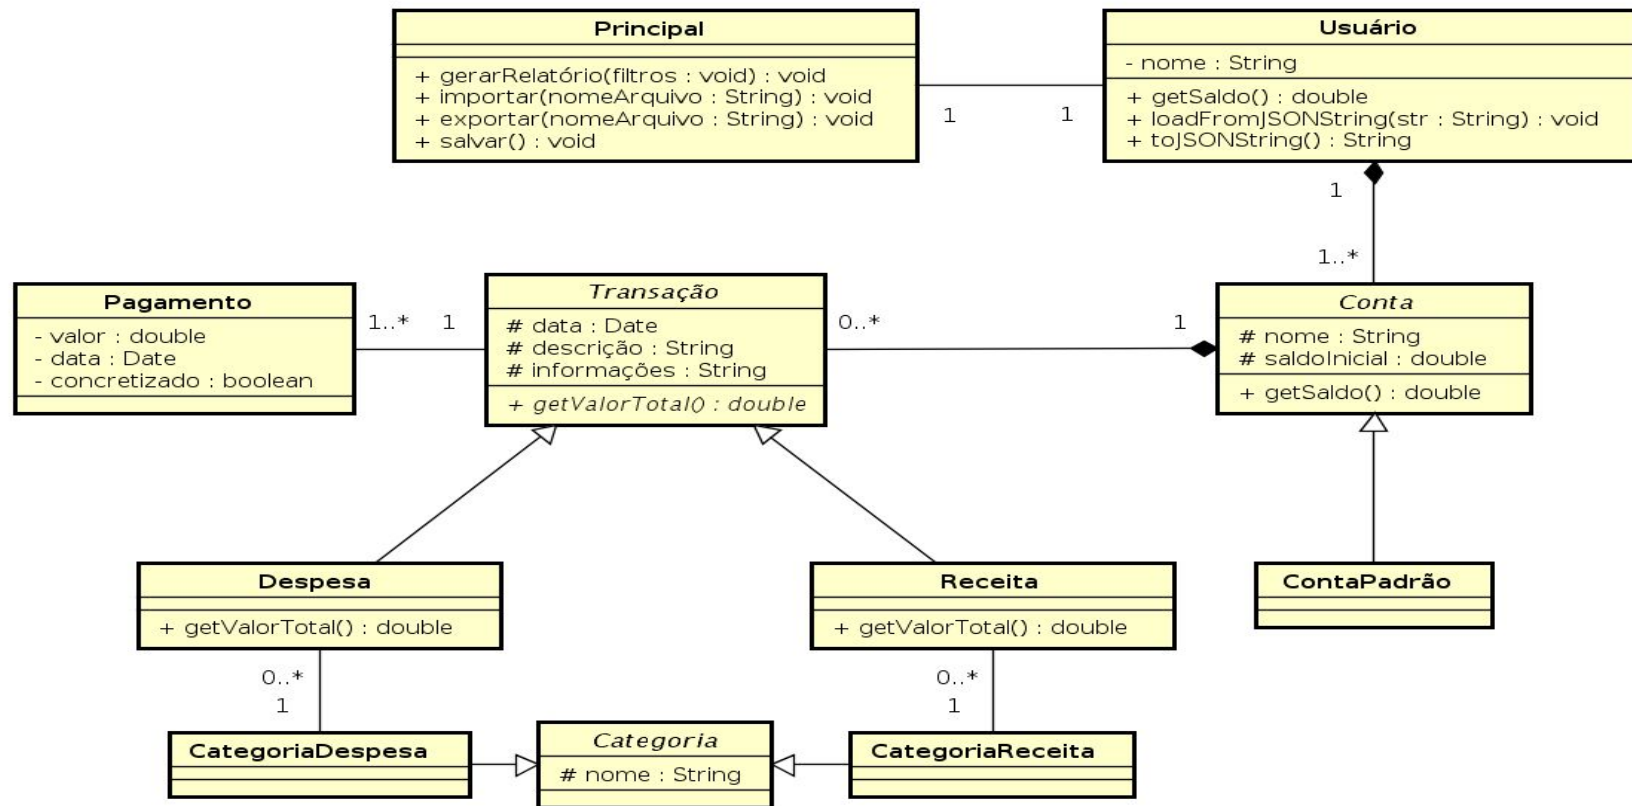 Principal
+ gerarRelatório(filtros : void) : void
+ importar(nomeArquivo : String) : void
+ exportar(nomeArquivo : String) : void
+ salvar() : void
1
1
Usuário
- nome : String
+ getSaldo() : double
+ loadFromJSONString(str : String) : void
+ toJSONString() : String
1
1..*
Pagamento
- valor : double
- data : Date
- concretizado : boolean
1..*
1
Transação
# data : Date
# descrição : String
# informações : String
+ getValorTotal() : double
0..*
1
Conta
# nome : String
# saldoInicial : double
+ getSaldo() : double
Despesa
+ getValorTotal() : double
Receita
+ getValorTotal() : double
ContaPadrão
0..*
1
0..*
1
CategoriaDespesa
Categoria
# nome : String
CategoriaReceita